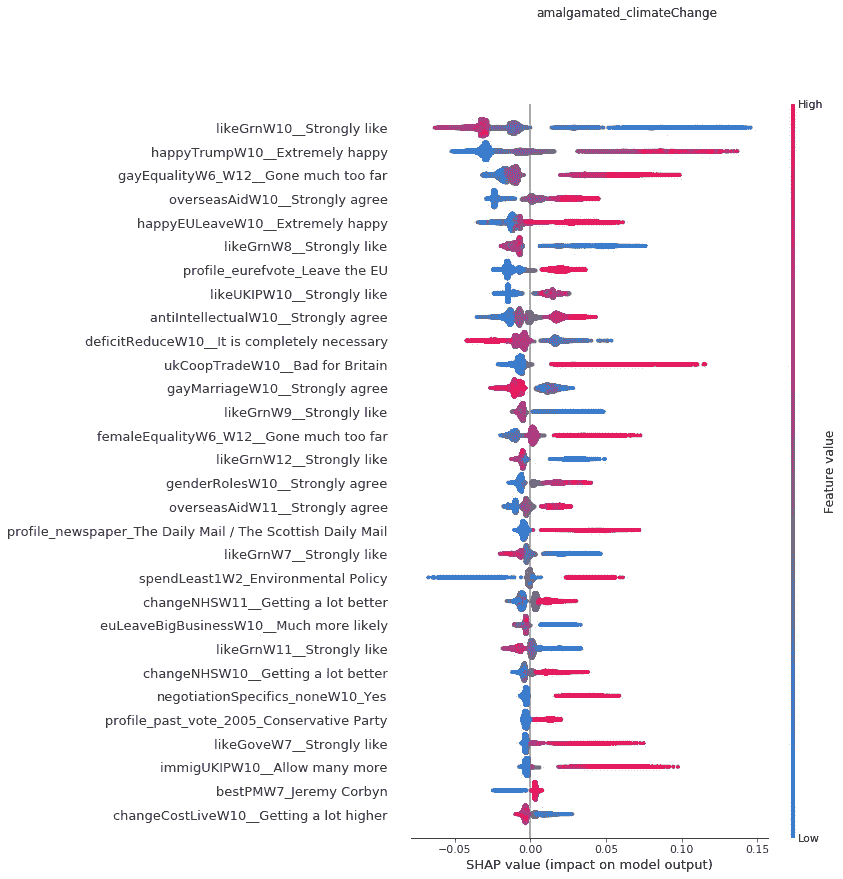 amalgamated_climateChange
High
likeGrnW10__Strongly like
happyTrumpW10__Extremely happy
gayEqualityW6_W12__Gone much too far
overseasAidW10__Strongly agree
happyEULeaveW10__Extremely happy
likeGrnW8__Strongly like
profile_eurefvote_Leave the EU
likeUKIPW10__Strongly like
antiIntellectualW10__Strongly agree
deficitReduceW10__It is completely necessary
ukCoopTradeW10__Bad for Britain
gayMarriageW10__Strongly agree
likeGrnW9__Strongly like
femaleEqualityW6_W12__Gone much too far
likeGrnW12__Strongly like
genderRolesW10__Strongly agree
overseasAidW11__Strongly agree
profile_newspaper_The Daily Mail / The Scottish Daily Mail
likeGrnW7__Strongly like
spendLeast1W2_Environmental Policy
changeNHSW11__Getting a lot better
euLeaveBigBusinessW10__Much more likely
likeGrnW11__Strongly like
changeNHSW10__Getting a lot better
negotiationSpecifics_noneW10_Yes
profile_past_vote_2005_Conservative Party
likeGoveW7__Strongly like
immigUKIPW10__Allow many more
bestPMW7_Jeremy Corbyn
changeCostLiveW10__Getting a lot higher
Feature value
Low
−0.05 0.00 0.05 0.10 0.15
SHAP value (impact on model output)